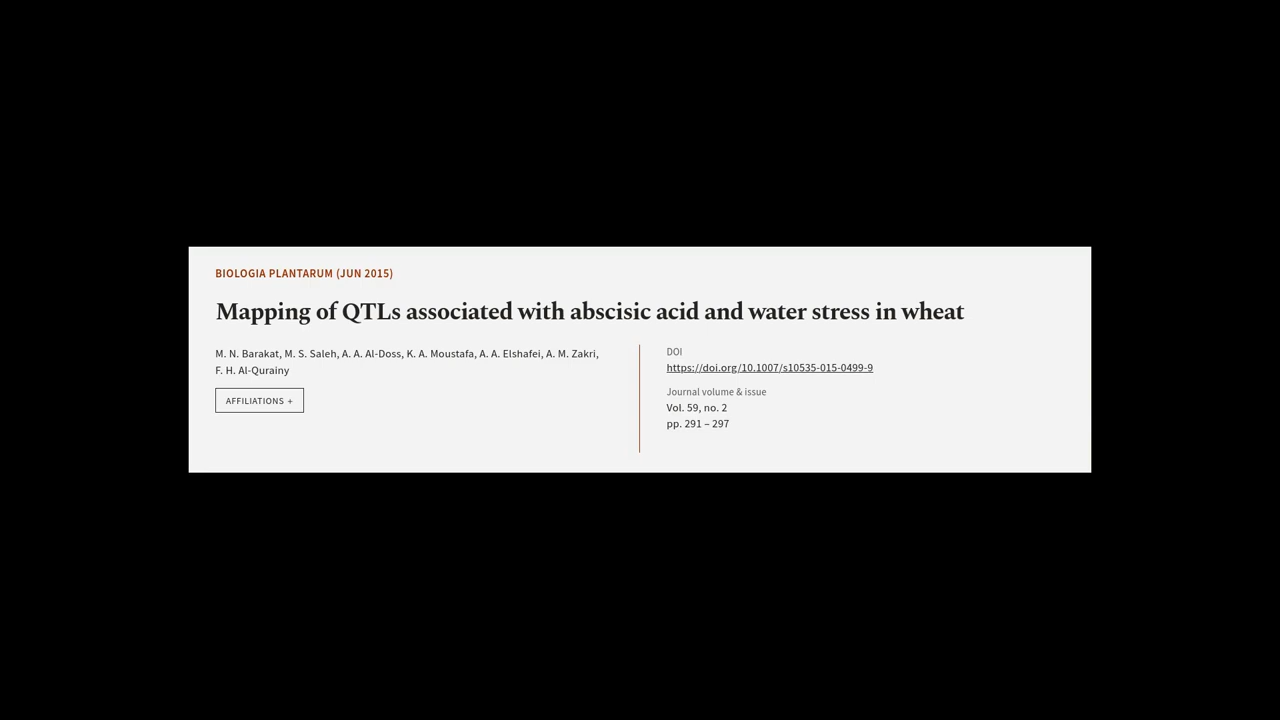 BIOLOGIA PLANTARUM (JUN 2015)
Mapping of QTLs associated with abscisic acid and water stress in wheat
M. N. Barakat, M. S. Saleh, A. A. Al-Doss, K. A. Moustafa, A. A. Elshafei, A. M. Zakri,
F. H. Al-Qurainy
AFFILIATIONS +
DOI
https://doi.org/10.1007/s10535-015-0499-9
Journal volume & issue
Vol. 59, no. 2
pp. 291 – 297